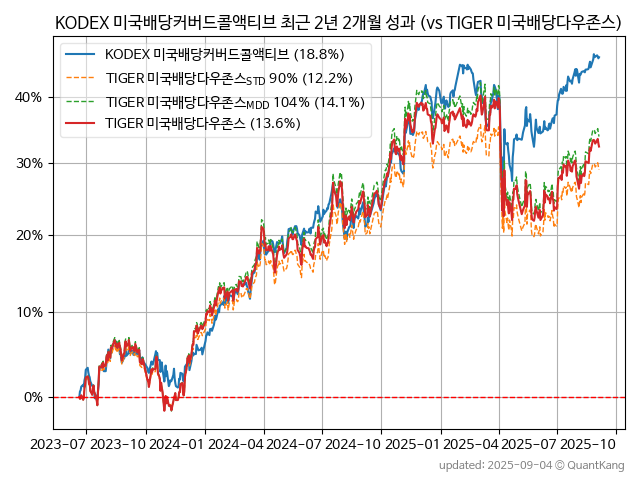 KODEX 미국배당커버드콜액티브 최근 2년 2개월 성과 (vs TIGER 미국배당다우존스)
KODEX 미국배당커버드콜액티브 (18.8%)
TIGER 미국배당다우존스STD 90% (12.2%)
TIGER 미국배당다우존스MDD 104% (14.1%)
TIGER 미국배당다우존스 (13.6%)
40%
30%
20%
10%
0%
2023-07 2023-10 2024-01 2024-04 2024-07 2024-10 2025-01 2025-04 2025-07 2025-10
updated: 2025-09-04 © QuantKang